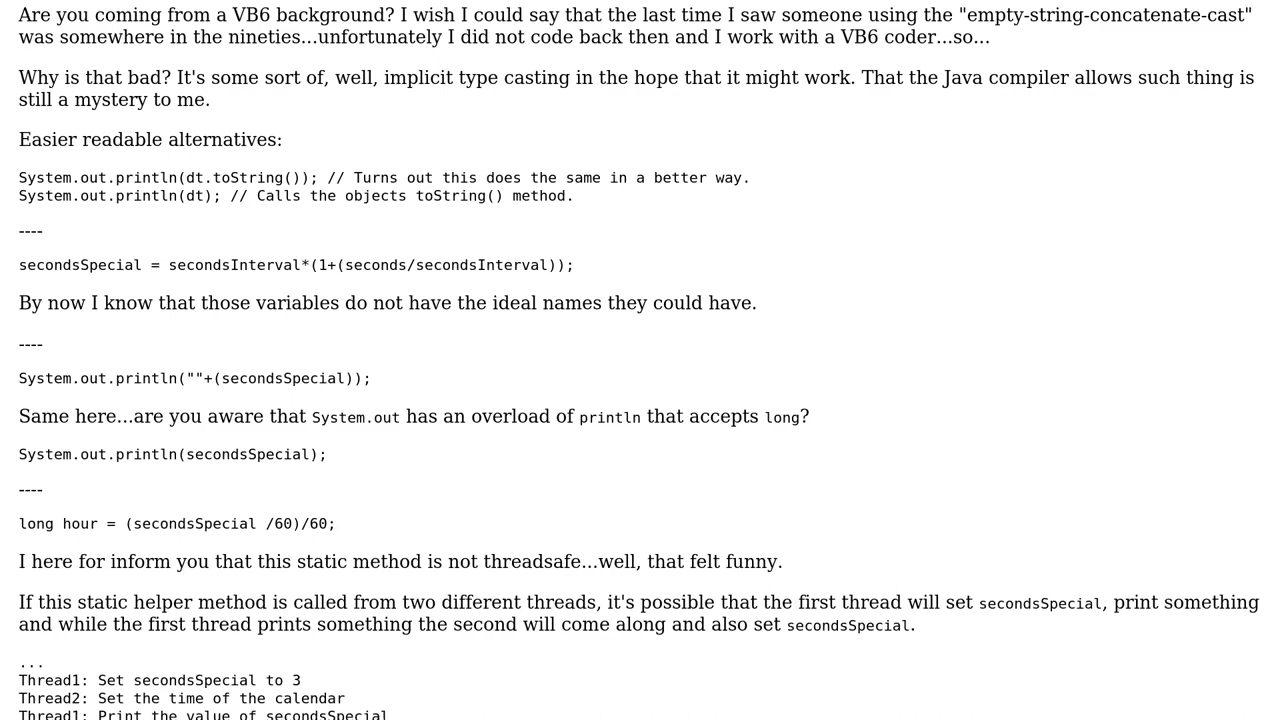 Are you coming from a VB6 background? I wish I could say that the last time I saw someone using the "empty-string-concatenate-cast"
was somewhere in the nineties...unfortunately I did not code back then and I work with a VB6 coder...so...
Why is that bad? It's some sort of, well, implicit type casting in the hope that it might work. That the Java compiler allows such thing is
still a mystery to me.
Easier readable alternatives:
System.out.println(dt.toString()); // Turns out this does the same in a better way.
System.out.println(dt); // Calls the objects toString() method.
----
secondsSpecial = secondsInterval*(1+(seconds/secondsInterval));
By now I know that those variables do not have the ideal names they could have.
----
System.out.println(""+(secondsSpecial));
Same here...are you aware that System.out has an overload of println that accepts long?
System.out.println(secondsSpecial);
----
long hour = (secondsSpecial /60)/60;
I here for inform you that this static method is not threadsafe...well, that felt funny.
If this static helper method is called from two different threads, it's possible that the first thread will set secondsSpecial, print something
and while the first thread prints something the second will come along and also set secondsSpecial.
...
Thread1: Set secondsSpecial to 3
Thread2: Set the time of the calendar
Thread1: Print the value of secondsSpecial